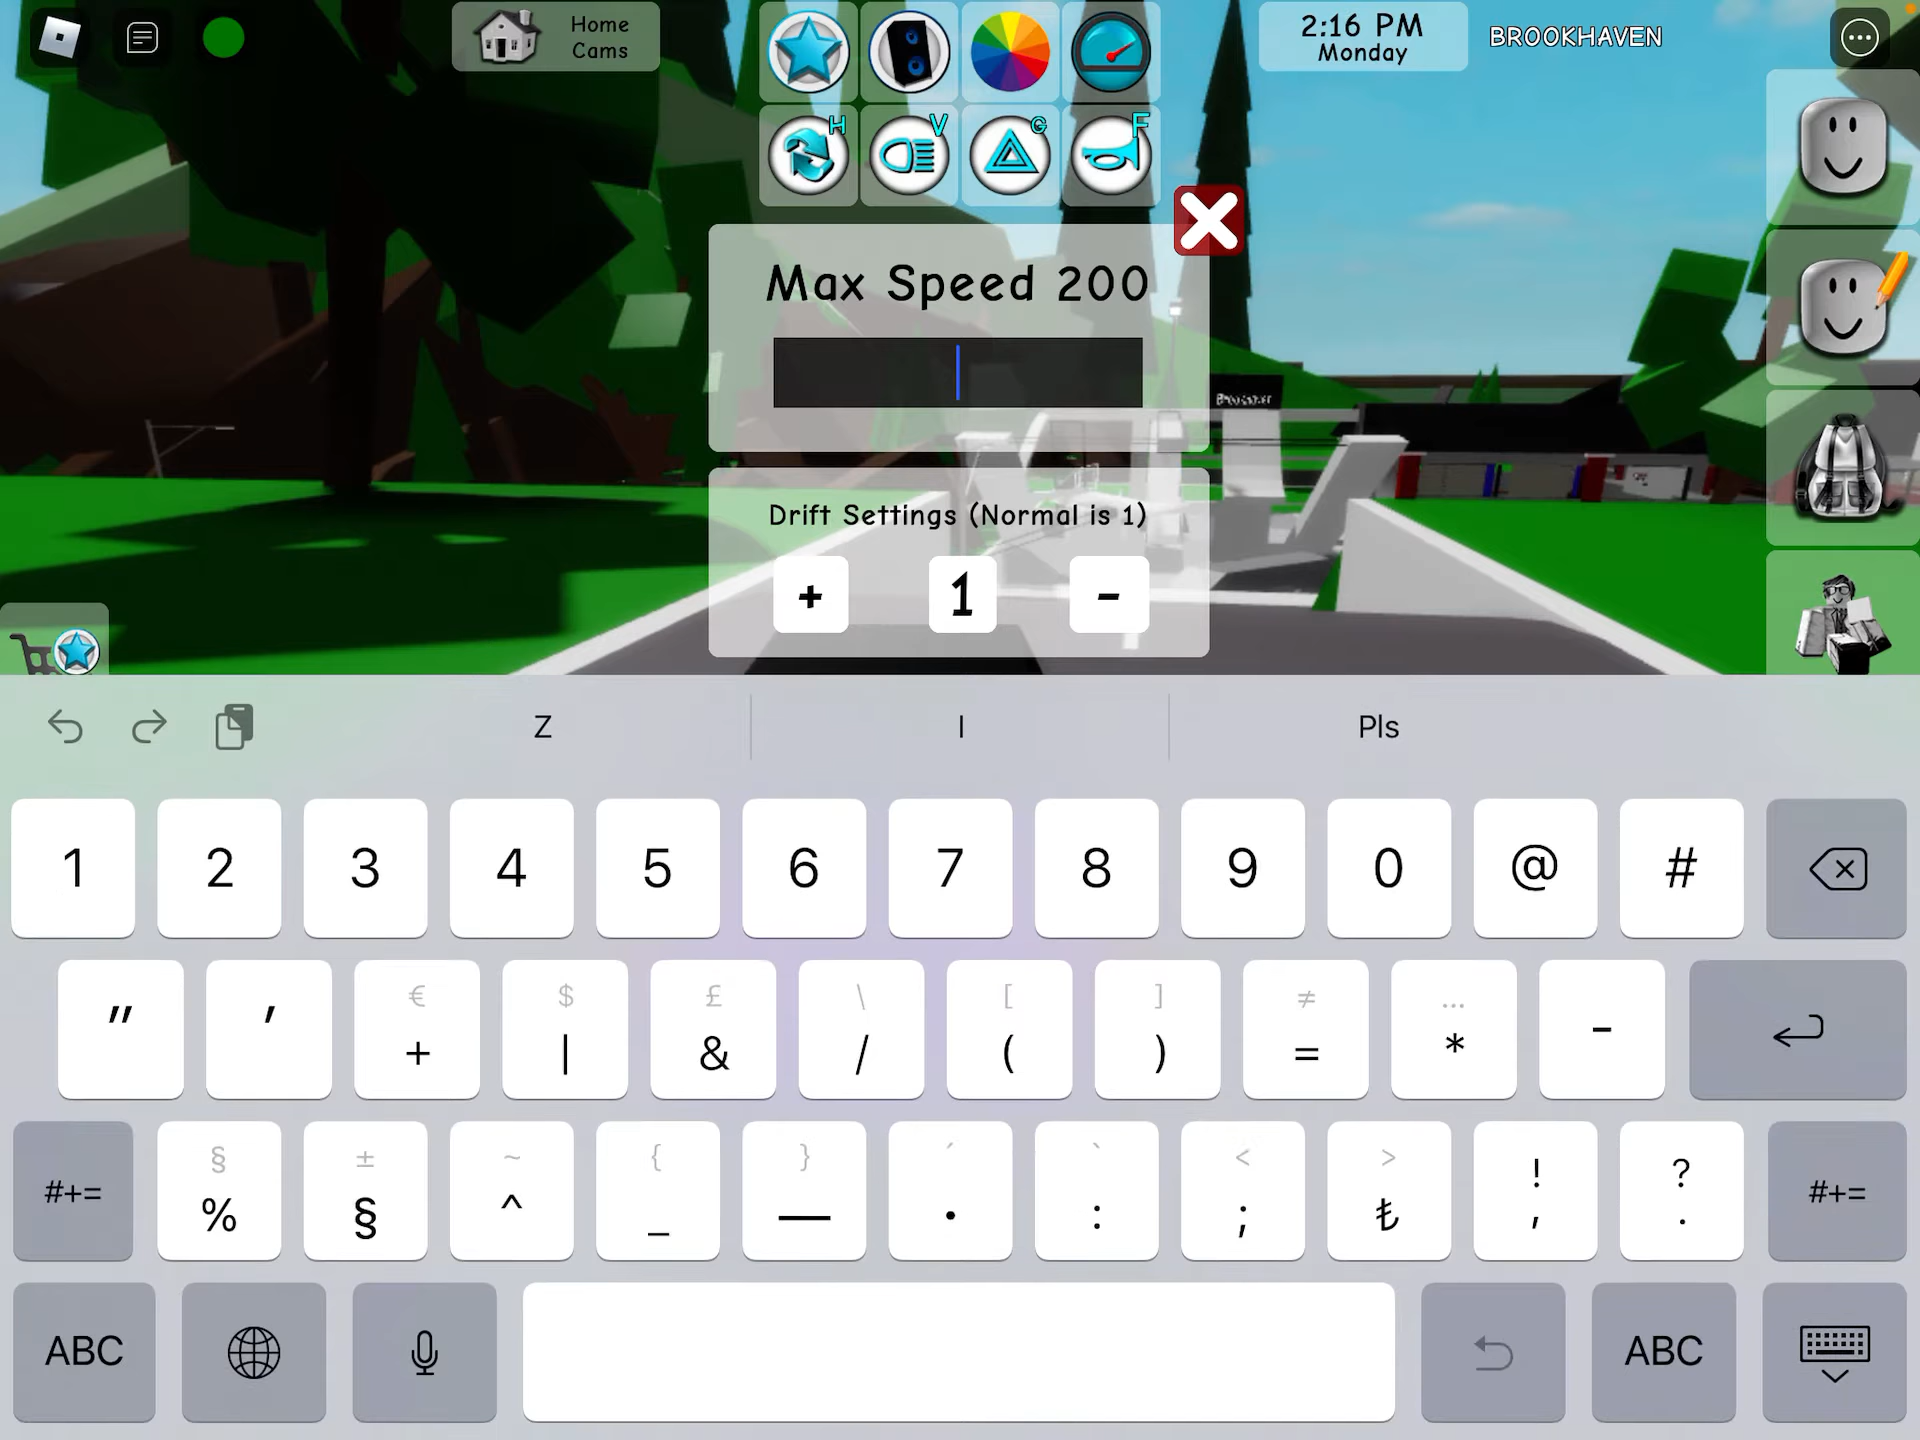 Home
Cams
2:16 PM
Monday
BROOKHAVEN
H
V
G
F
Max Speed 200
Drift Settings (Normal is 1)
+ 1 -
Z I Pls
1 2 3 4 5 6 7 8 9 0 @ #
€ $ £ \ [ ] ≠ …
" ' + | & / ( ) = * -
§ ± ~ { } ´ ` < > ! ?
#+= % § ^ _ — • : ; ₺ , . #+=
ABC ABC